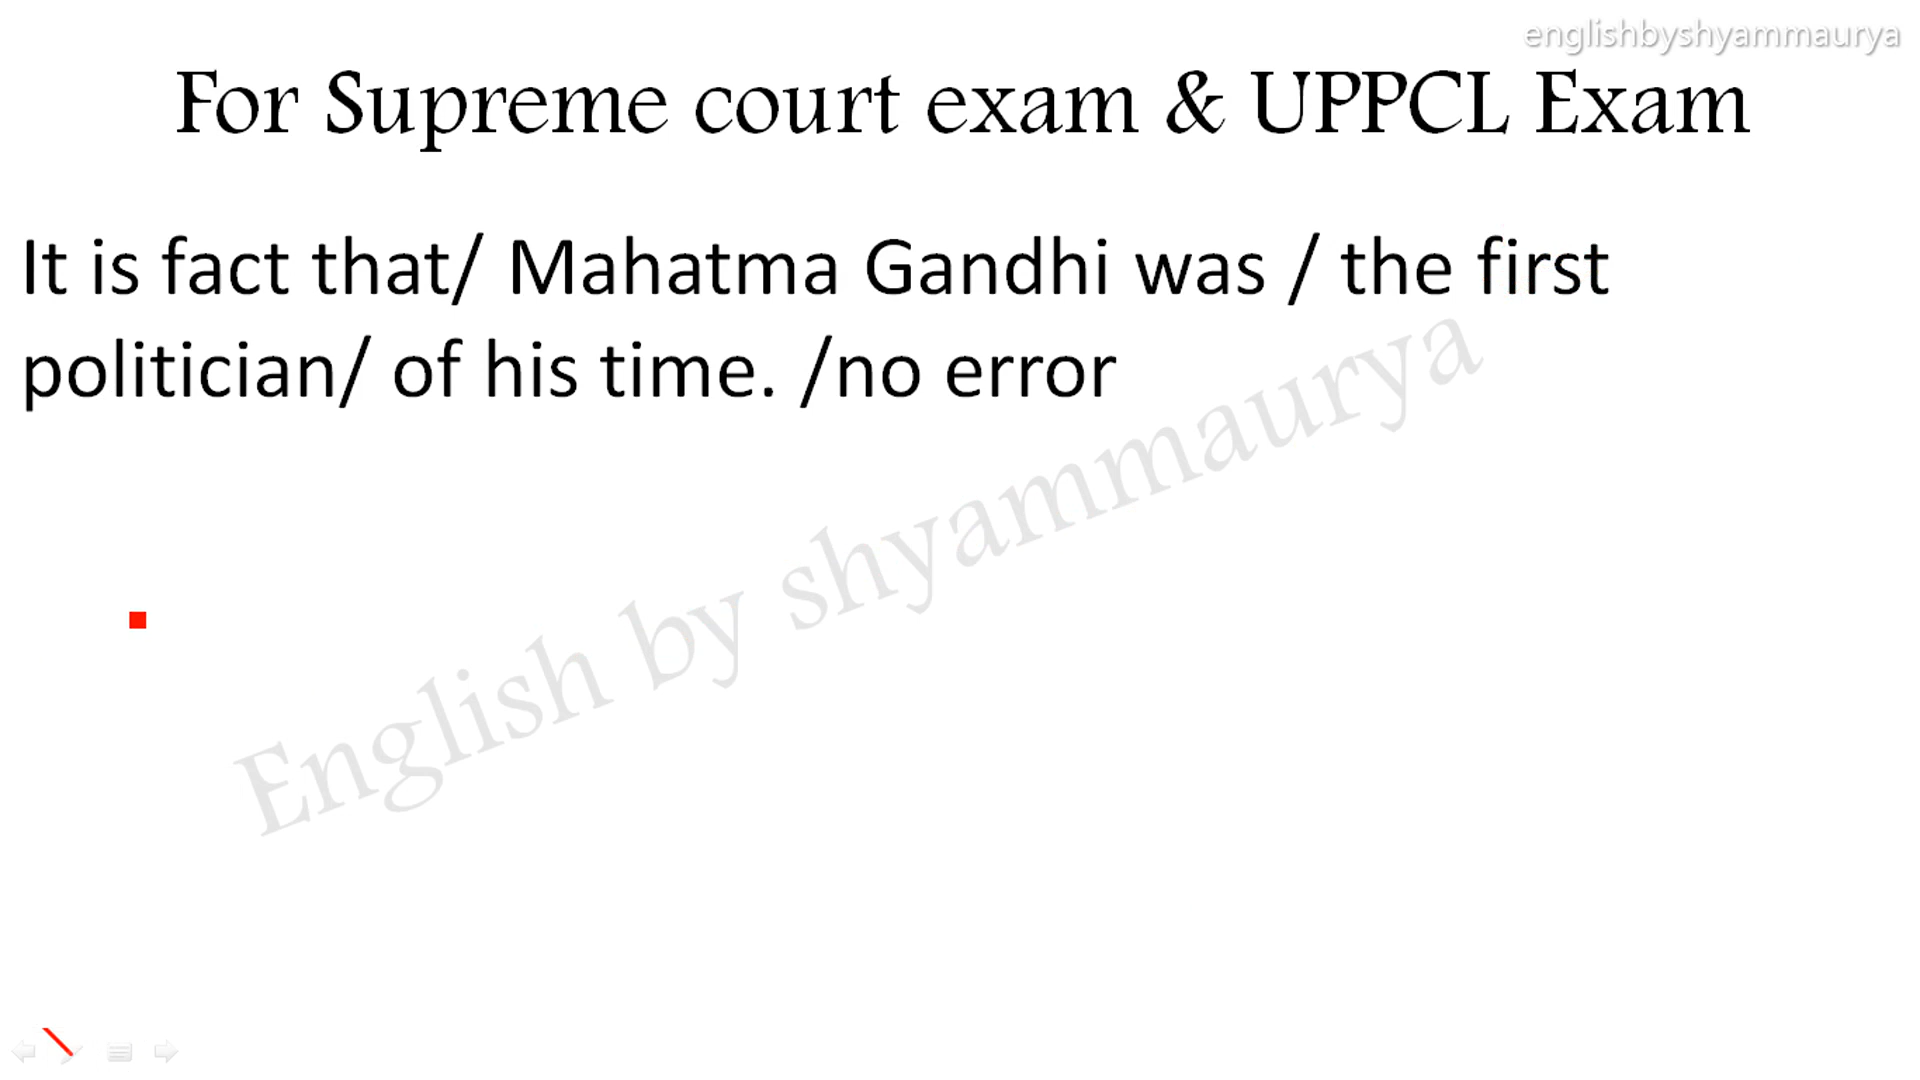 englishbyshyammaurya
For Supreme court exam & UPPCL Exam
It is fact that/ Mahatma Gandhi was / the first
politician/ of his time. /no error
English by shyammaurya